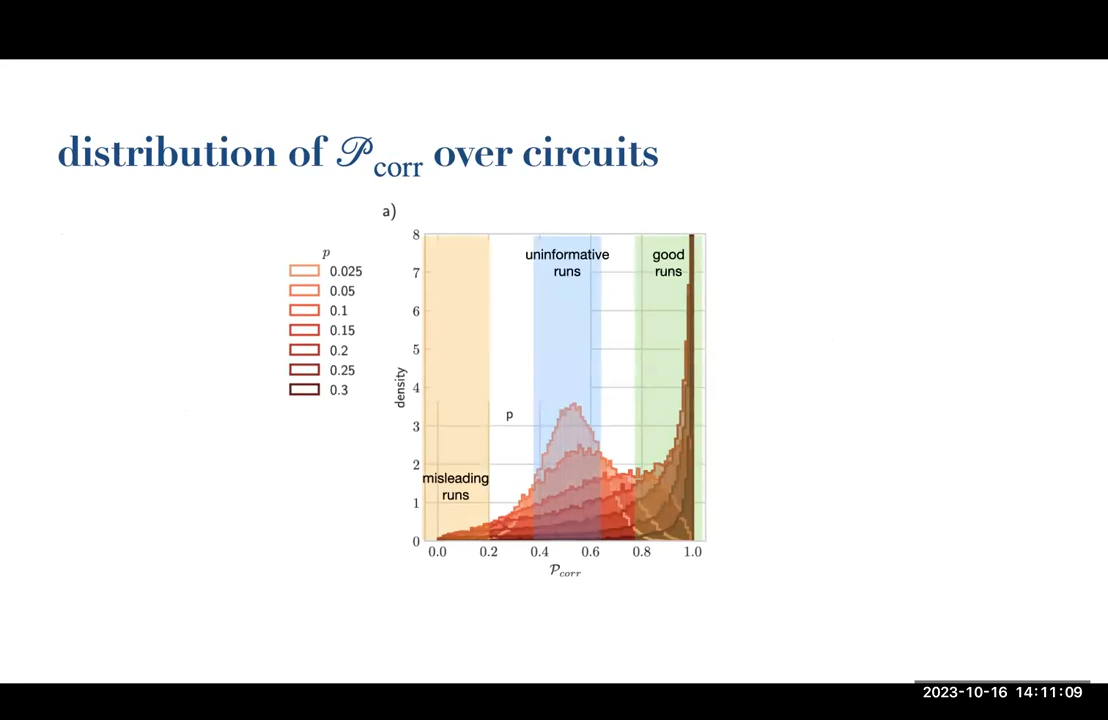 distribution of 𝒫corr over circuits
a)
p
0.025
0.05
0.1
0.15
0.2
0.25
0.3
density
8
7
6
5
4
3
2
1
0
uninformative
runs
good
runs
p
misleading
runs
0.0 0.2 0.4 0.6 0.8 1.0
𝒫corr
2023-10-16 14:11:09